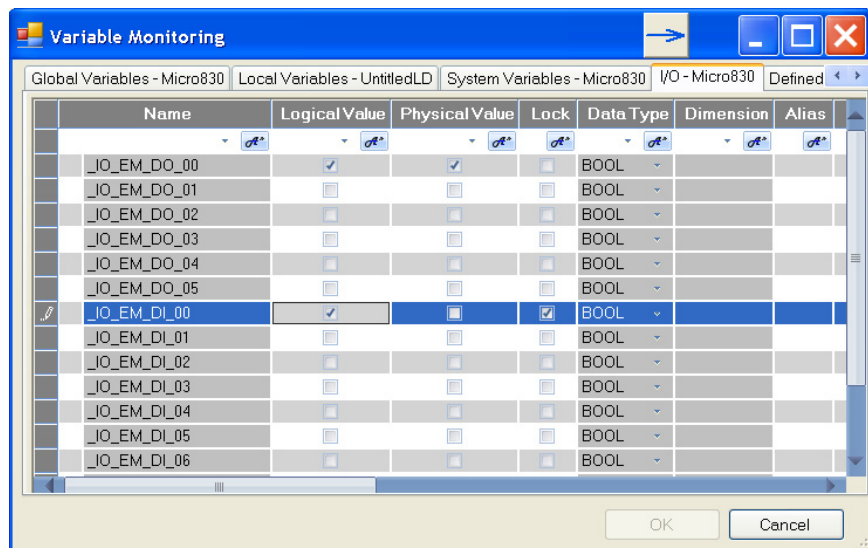 Variable Monitoring
Global Variables - Micro830 Local Variables - UntitledLD System Variables - Micro830 I/O - Micro830 Defined
Name Logical Value Physical Value Lock Data Type Dimension Alias
_IO_EM_DO_00 BOOL
_IO_EM_DO_01 BOOL
_IO_EM_DO_02 BOOL
_IO_EM_DO_03 BOOL
_IO_EM_DO_04 BOOL
_IO_EM_DO_05 BOOL
_IO_EM_DI_00 BOOL
_IO_EM_DI_01 BOOL
_IO_EM_DI_02 BOOL
_IO_EM_DI_03 BOOL
_IO_EM_DI_04 BOOL
_IO_EM_DI_05 BOOL
_IO_EM_DI_06 BOOL
OK Cancel